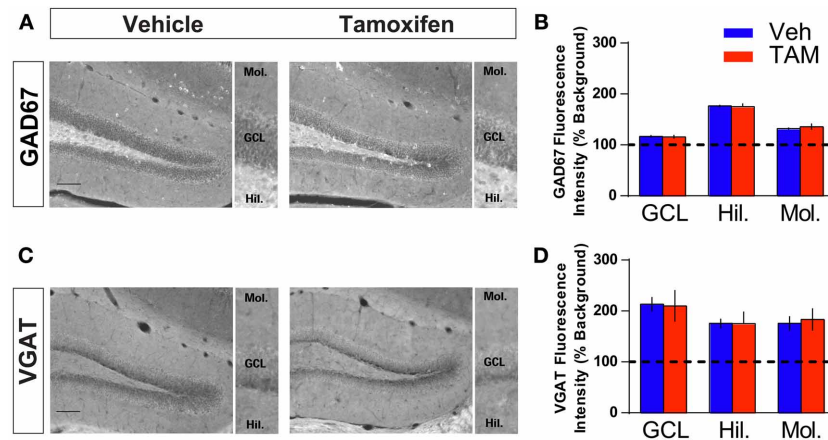 A
Vehicle
Tamoxifen
GAD67
Mol.
GCL
Hil.
Mol.
GCL
Hil.
B
Veh
TAM
GAD67 Fluorescence
Intensity (% Background)
300
200
100
0
GCL Hil. Mol.
C
VGAT
Mol.
GCL
Hil.
Mol.
GCL
Hil.
D
VGAT Fluorescence
Intensity (% Background)
300
200
100
0
GCL Hil. Mol.